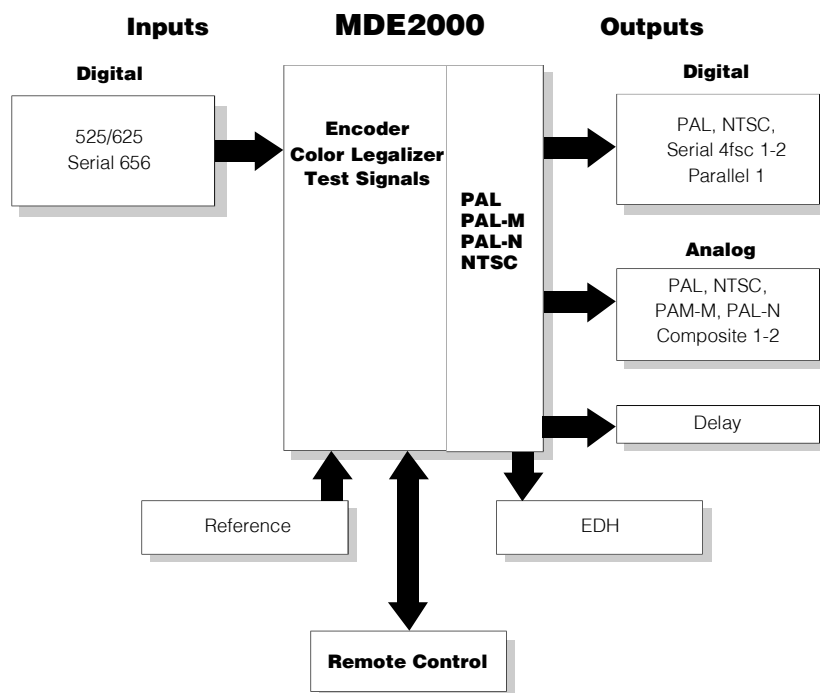 Inputs
MDE2000
Outputs
Digital
525/625
Serial 656
Encoder
Color Legalizer
Test Signals
PAL
PAL-M
PAL-N
NTSC
Digital
PAL, NTSC,
Serial 4fsc 1-2
Parallel 1
Analog
PAL, NTSC,
PAM-M, PAL-N
Composite 1-2
Delay
Reference
EDH
Remote Control